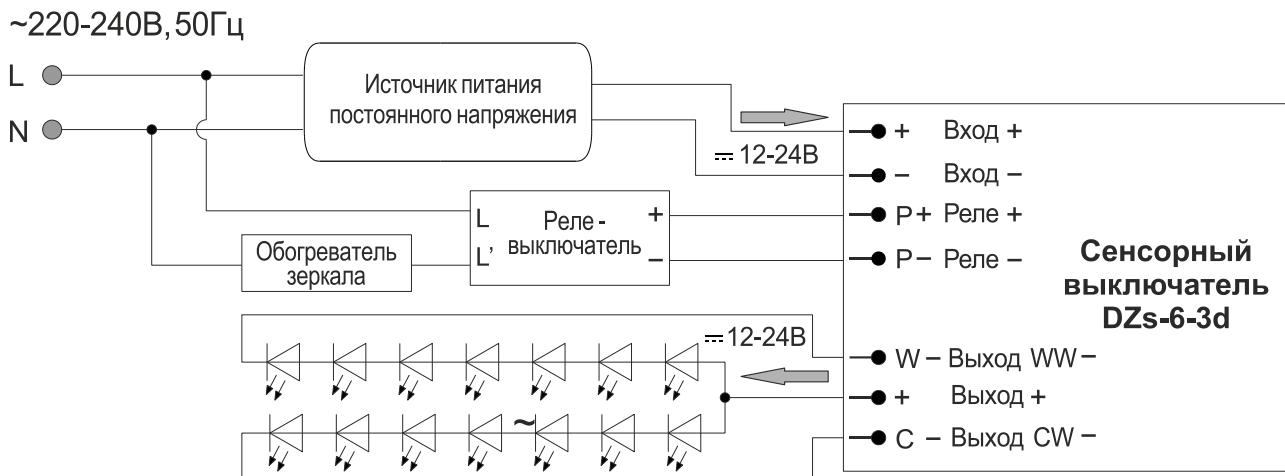 ~220-240В, 50Гц
L
N
Источник питания
постоянного напряжения
⎓ 12-24В
+ Вход +
– Вход –
P+ Реле +
P– Реле –
L
L'
Реле -
выключатель
+
–
Обогреватель
зеркала
Сенсорный
выключатель
DZs-6-3d
⎓ 12-24В
W – Выход WW –
+ Выход +
C – Выход CW –
~